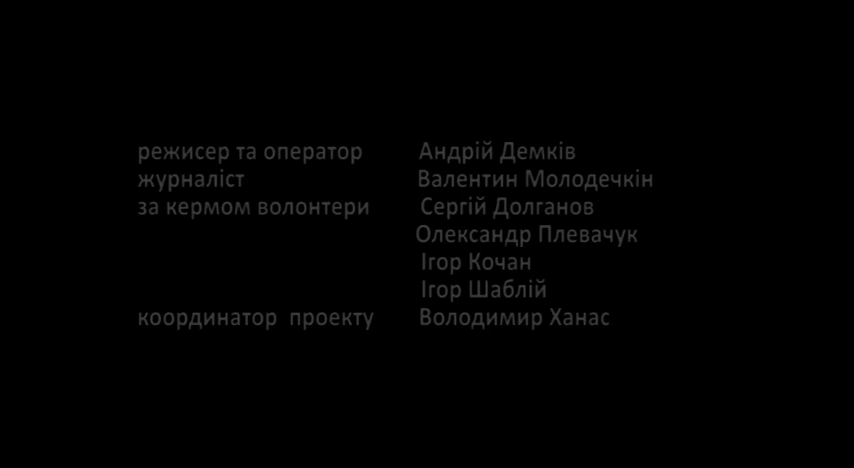 режисер та оператор Андрій Демків
журналіст Валентин Молодечкін
за кермом волонтери Сергій Долганов
Олександр Плевачук
Ігор Кочан
Ігор Шаблій
координатор проекту Володимир Ханас